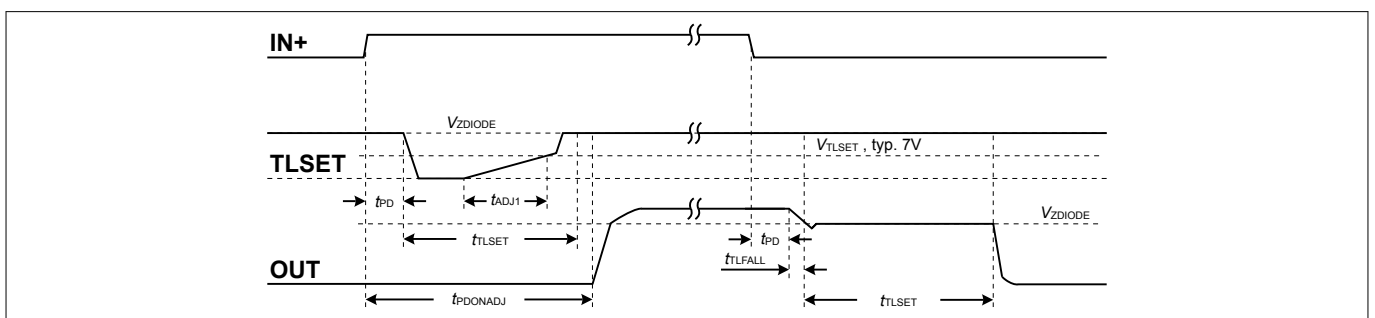 IN+
VZDIODE
VTLSET , typ. 7V
TLSET
tPD
tADJ1
VZDIODE
tTLSET
tPD
OUT
tTLFALL
tPDONADJ
tTLSET